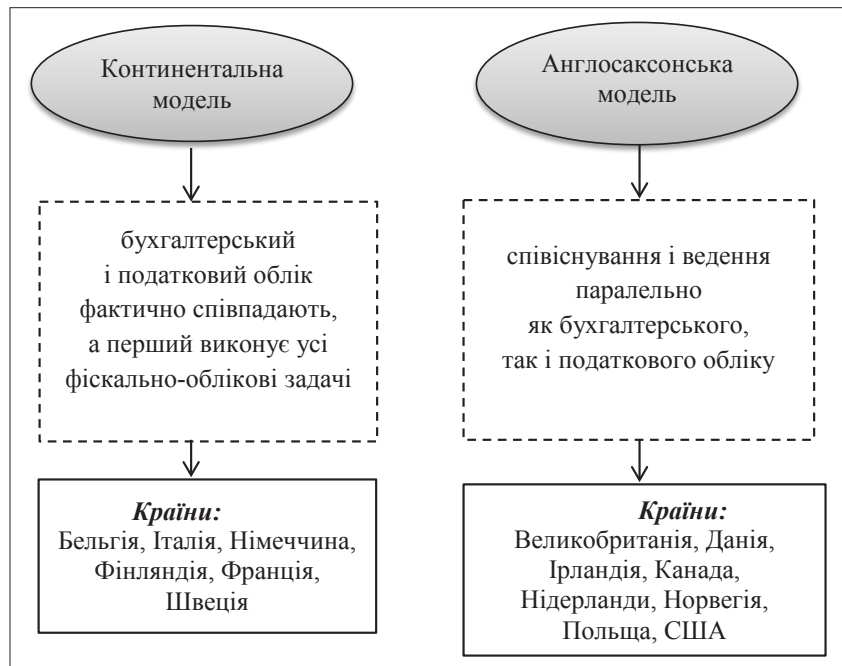 Континентальна
модель
бухгалтерський
і податковий облік
фактично співпадають,
а перший виконує усі
фіскально-облікові задачі
Країни:
Бельгія, Італія, Німеччина,
Фінляндія, Франція,
Швеція
Англосаксонська
модель
співіснування і ведення
паралельно
як бухгалтерського,
так і податкового обліку
Країни:
Великобританія, Данія,
Ірландія, Канада,
Нідерланди, Норвегія,
Польща, США